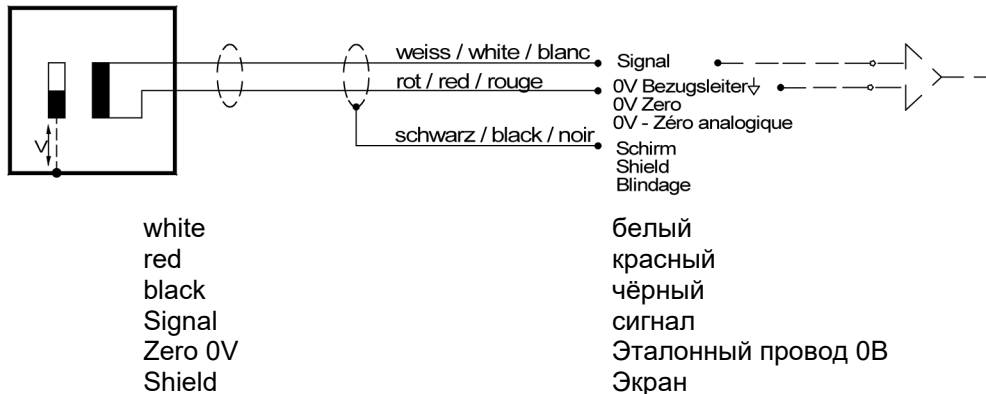 weiss / white / blanc
Signal
rot / red / rouge
0V Bezugsleiter
0V Zero
0V - Zéro analogique
schwarz / black / noir
Schirm
Shield
Blindage
V
white белый
red красный
black чёрный
Signal сигнал
Zero 0V Эталонный провод 0В
Shield Экран